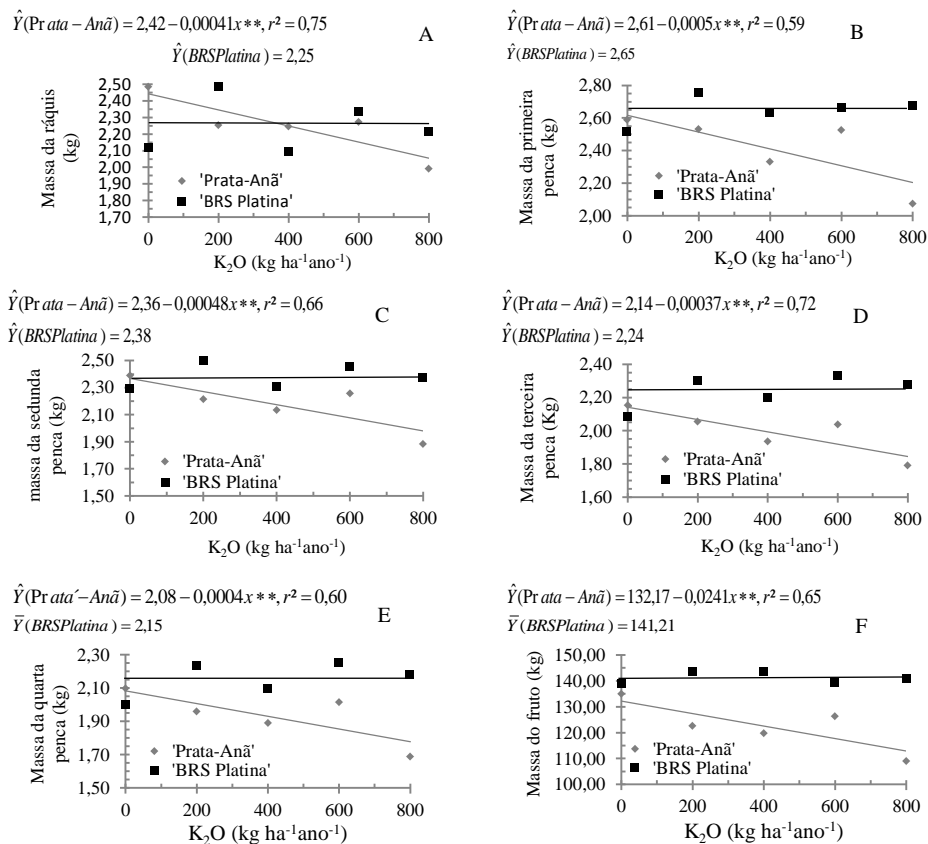 Ŷ(Prata – Anã) = 2,42 – 0,00041x**, r² = 0,75
A
Ŷ(BRSPlatina) = 2,25
Massa da ráquis
(kg)
2,50
2,40
2,30
2,20
2,10
2,00
1,90
1,80
1,70
'Prata-Anã'
'BRS Platina'
0 200 400 600 800
K₂O (kg ha⁻¹ano⁻¹)
Ŷ(Prata – Anã) = 2,61 – 0,0005x**, r² = 0,59
B
Ŷ(BRSPlatina) = 2,65
Massa da primeira
penca (kg)
2,80
2,60
2,40
2,20
2,00
'Prata-Anã'
'BRS Platina'
0 200 400 600 800
K₂O (kg ha⁻¹ano⁻¹)
Ŷ(Prata – Anã) = 2,36 – 0,00048x**, r² = 0,66
C
Ŷ(BRSPlatina) = 2,38
massa da sedunda
penca (kg)
2,50
2,30
2,10
1,90
1,70
1,50
'Prata-Anã'
'BRS Platina'
0 200 400 600 800
K₂O (kg ha⁻¹ano⁻¹)
Ŷ(Prata – Anã) = 2,14 – 0,00037x**, r² = 0,72
D
Ŷ(BRSPlatina) = 2,24
Massa da terceira
penca (Kg)
2,40
2,20
2,00
1,80
1,60
'Prata-Anã'
'BRS Platina'
0 200 400 600 800
K₂O (kg ha⁻¹ano⁻¹)
Ŷ(Prata´– Anã) = 2,08 – 0,0004x**, r² = 0,60
E
Ȳ(BRSPlatina) = 2,15
Massa da quarta
penca (kg)
2,30
2,10
1,90
1,70
1,50
'Prata-Anã'
'BRS Platina'
0 200 400 600 800
K₂O (kg ha⁻¹ano⁻¹)
Ŷ(Prata – Anã) = 132,17 – 0,0241x**, r² = 0,65
F
Ȳ(BRSPlatina) = 141,21
Massa do fruto (kg)
150,00
140,00
130,00
120,00
110,00
100,00
'Prata-Anã'
'BRS Platina'
0 200 400 600 800
K₂O (kg ha⁻¹ano⁻¹)